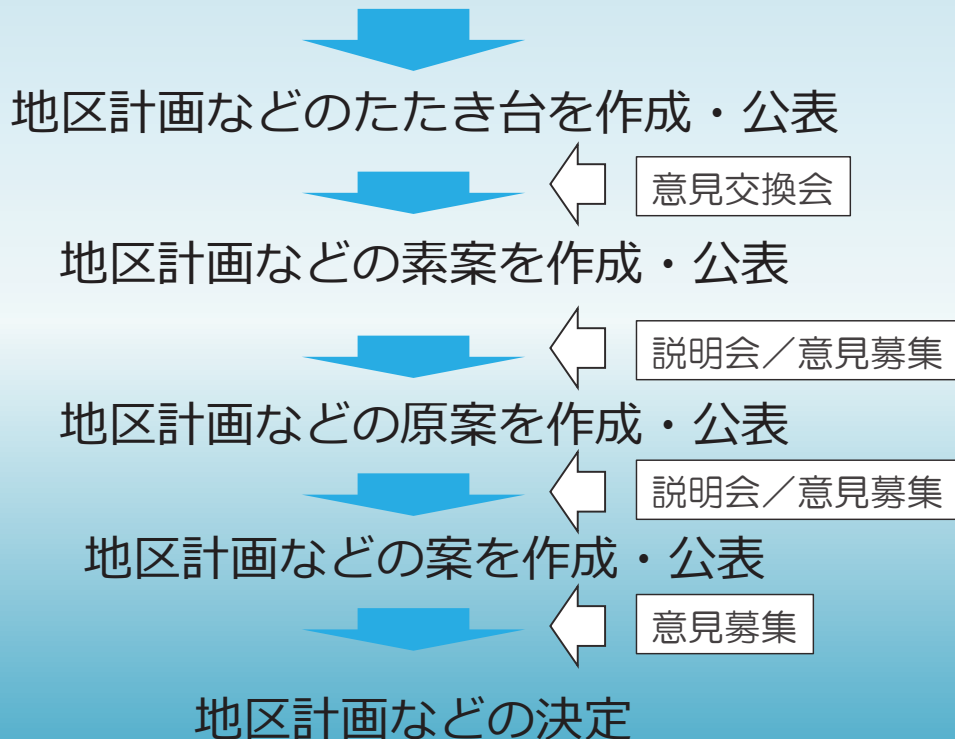 地区計画などのたたき台を作成・公表
意見交換会
地区計画などの素案を作成・公表
説明会／意見募集
地区計画などの原案を作成・公表
説明会／意見募集
地区計画などの案を作成・公表
意見募集
地区計画などの決定